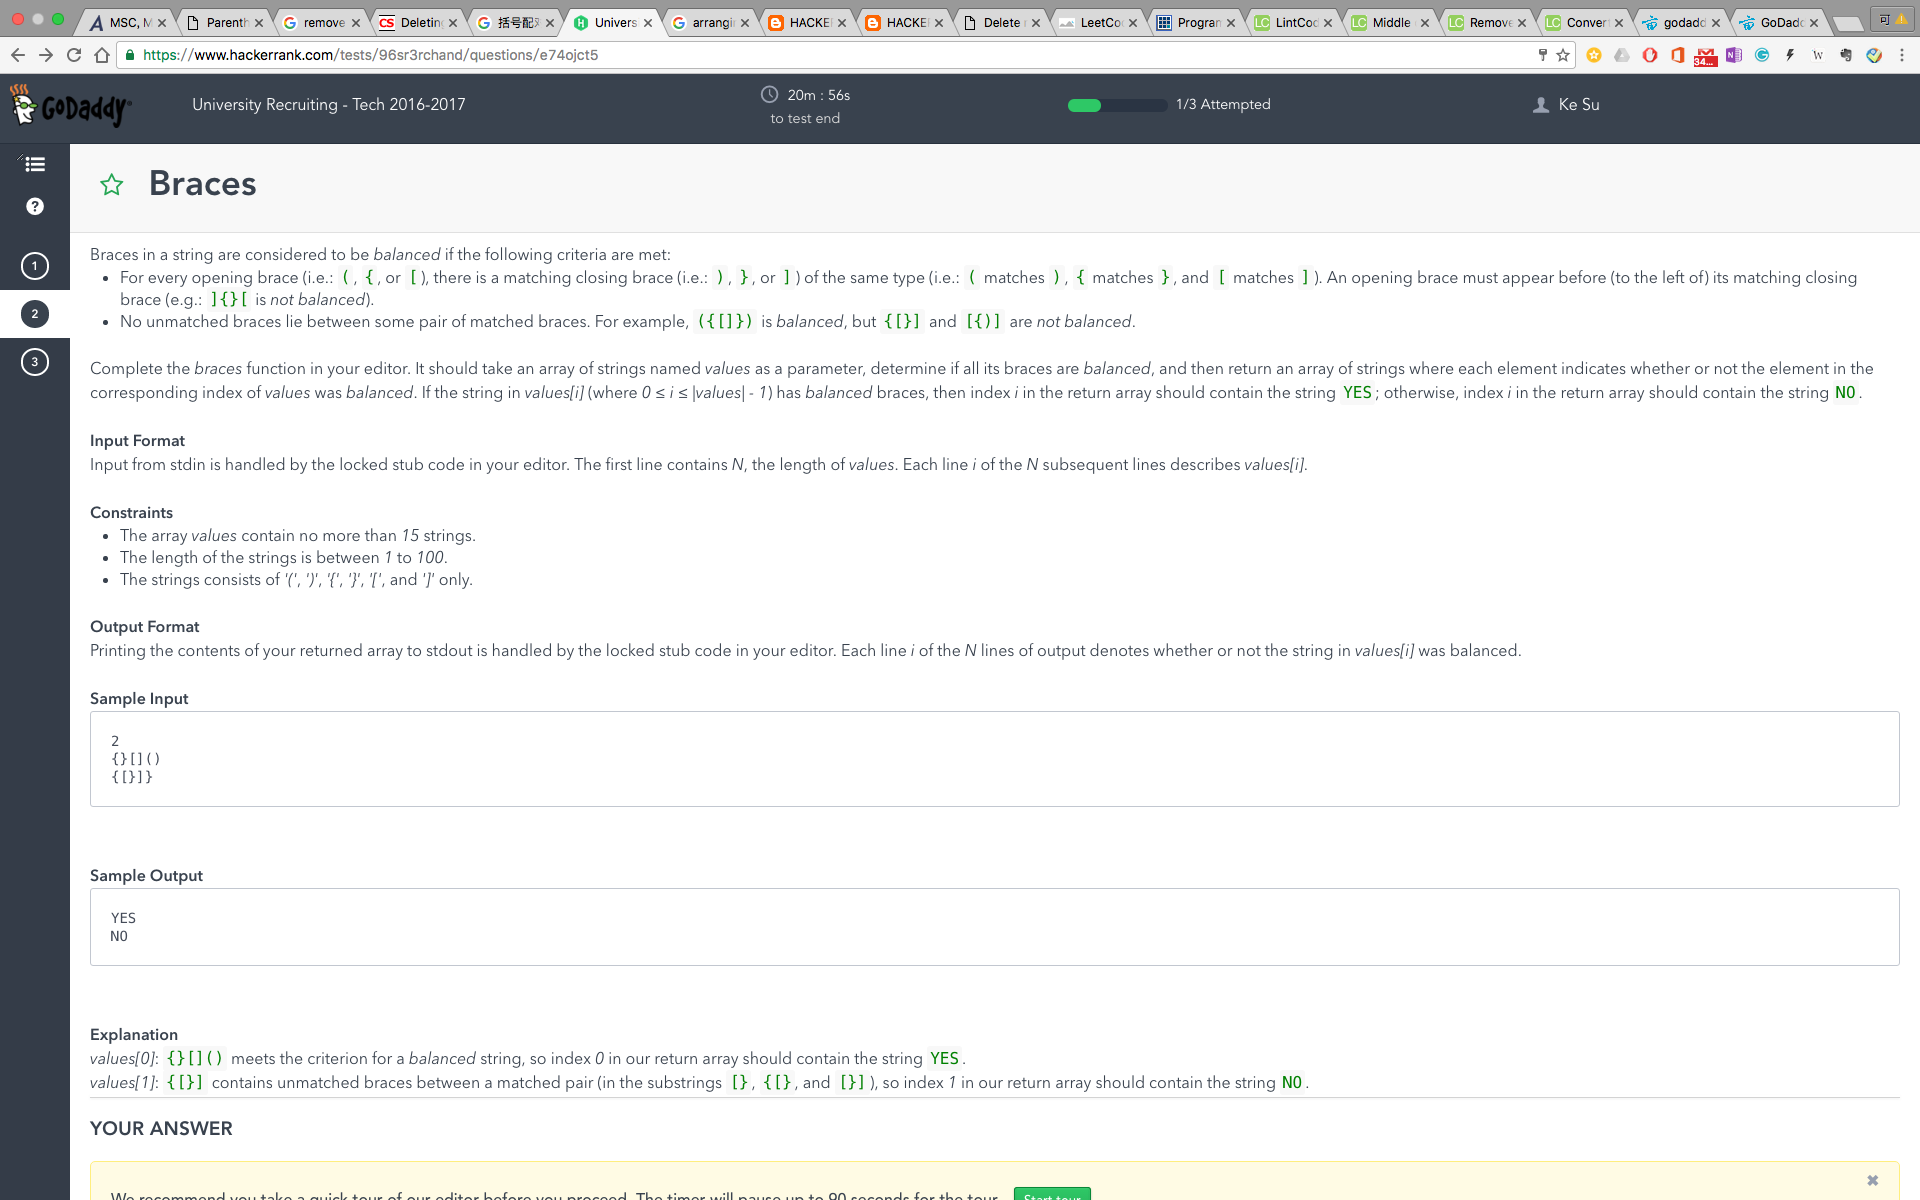 MSC, M
Parenth
remove
CS Deletin
括号配对
Univers
arrangin
HACKE
HACKE
Delete
LeetCo
Progran
LC LintCo
LC Middle
LC Remove
LC Conver
godadd
GoDad
可
https://www.hackerrank.com/tests/96sr3rchand/questions/e74ojct5
34...
W
GoDaddy
University Recruiting - Tech 2016-2017
20m : 56s
to test end
1/3 Attempted
Ke Su
?
1
2
3
Braces
Braces in a string are considered to be balanced if the following criteria are met:
• For every opening brace (i.e.: (, {, or [), there is a matching closing brace (i.e.: ), }, or ]) of the same type (i.e.: ( matches ), { matches }, and [ matches ]). An opening brace must appear before (to the left of) its matching closing
brace (e.g.: ]{}[ is not balanced).
• No unmatched braces lie between some pair of matched braces. For example, ({[]}) is balanced, but {[}] and [{)] are not balanced.
Complete the braces function in your editor. It should take an array of strings named values as a parameter, determine if all its braces are balanced, and then return an array of strings where each element indicates whether or not the element in the
corresponding index of values was balanced. If the string in values[i] (where 0 ≤ i ≤ |values| - 1) has balanced braces, then index i in the return array should contain the string YES; otherwise, index i in the return array should contain the string NO.
Input Format
Input from stdin is handled by the locked stub code in your editor. The first line contains N, the length of values. Each line i of the N subsequent lines describes values[i].
Constraints
• The array values contain no more than 15 strings.
• The length of the strings is between 1 to 100.
• The strings consists of '(', ')', '{', '}', '[', and ']' only.
Output Format
Printing the contents of your returned array to stdout is handled by the locked stub code in your editor. Each line i of the N lines of output denotes whether or not the string in values[i] was balanced.
Sample Input
2
{}[]()
{[}]}
Sample Output
YES
NO
Explanation
values[0]: {}[]() meets the criterion for a balanced string, so index 0 in our return array should contain the string YES.
values[1]: {[}] contains unmatched braces between a matched pair (in the substrings [}, {[}, and [}]), so index 1 in our return array should contain the string NO.
YOUR ANSWER
We recommend you take a quick tour of our editor before you proceed. The timer will pause up to 90 seconds for the tour.
Start tour